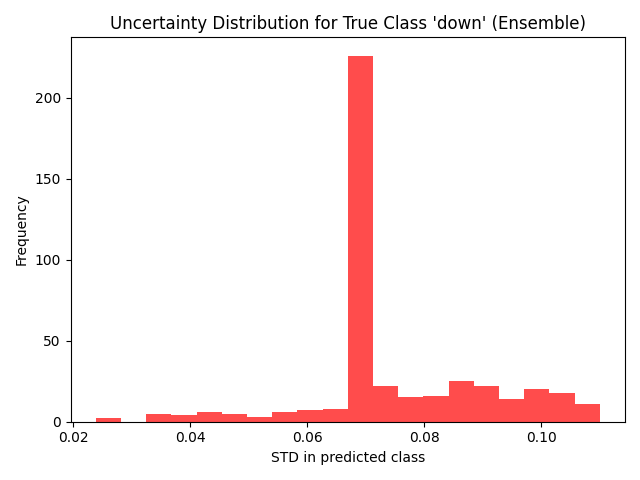 Uncertainty Distribution for True Class 'down' (Ensemble)
200
150
100
50
0
Frequency
0.02 0.04 0.06 0.08 0.10
STD in predicted class